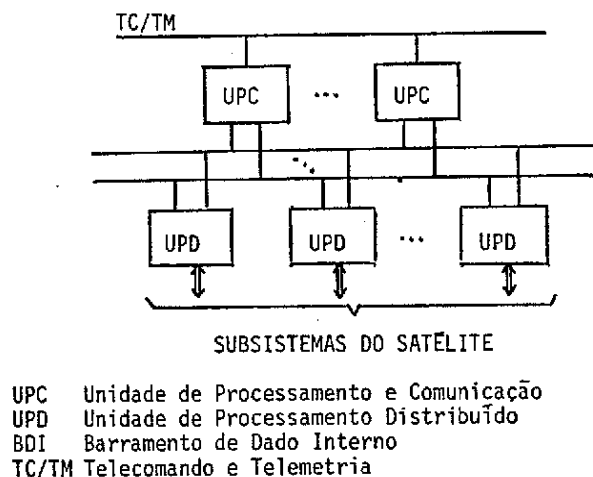 TC/TM
UPC ... UPC
UPD UPD ... UPD
SUBSISTEMAS DO SATÉLITE
UPC Unidade de Processamento e Comunicação
UPD Unidade de Processamento Distribuído
BDI Barramento de Dado Interno
TC/TM Telecomando e Telemetria